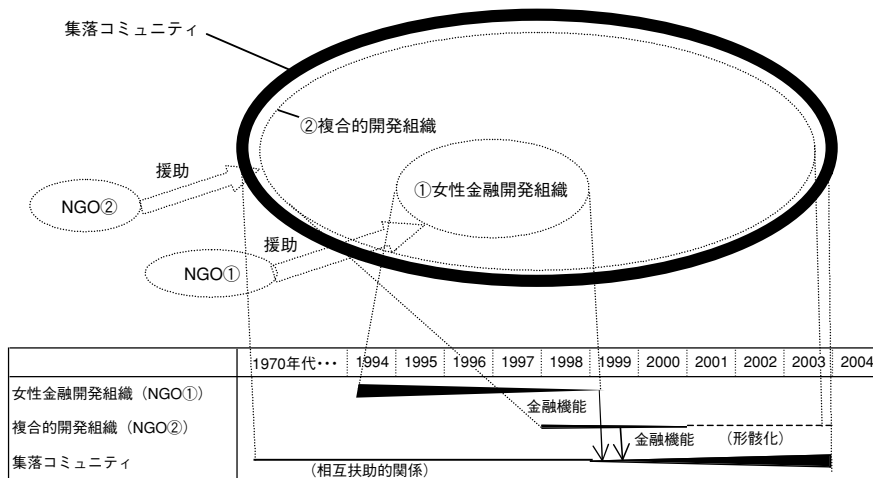 集落コミュニティ
②複合的開発組織
援助
①女性金融開発組織
NGO②
援助
NGO①
1970年代･･･ 1994 1995 1996 1997 1998 1999 2000 2001 2002 2003 2004
女性金融開発組織（NGO①）
金融機能
複合的開発組織（NGO②）
金融機能 （形骸化）
集落コミュニティ
（相互扶助的関係）